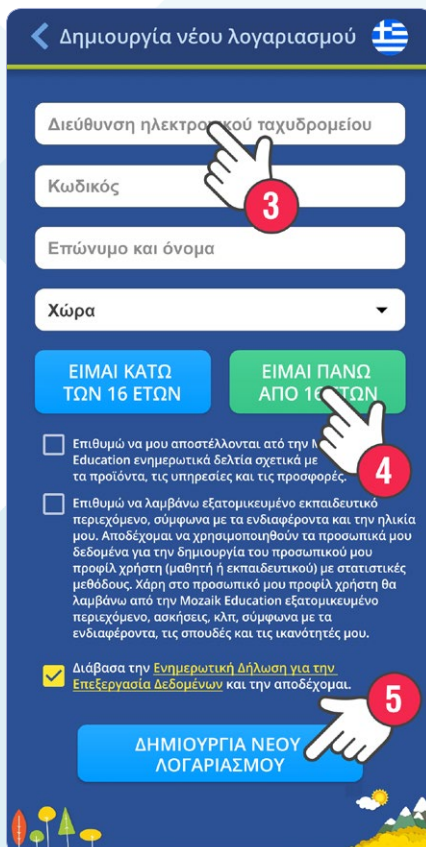 Δημιουργία νέου λογαριασμού
Διεύθυνση ηλεκτρονικού ταχυδρομείου
Κωδικός
3
Επώνυμο και όνομα
Χώρα
ΕΙΜΑΙ ΚΑΤΩ
ΤΩΝ 16 ΕΤΩΝ
ΕΙΜΑΙ ΠΑΝΩ
ΑΠΟ 16 ΕΤΩΝ
4
Επιθυμώ να μου αποστέλλονται ατό την
Education ενημερωτικά δελτία σχετικά με
τα προϊόντα, τις υπηρεσίες και τις προσφορές.
Επιθυμώ να λαμβάνω εξατομικευμένο εκπαιδευτικό
περιεχόμενο, σύμφωνα με τα ενδιαφέροντα και την ηλικία
μου. Αποδέχομαι να χρησιμοποιηθούν τα προσωπικά μου
δεδομένα για την δημιουργία του προσωπικού μου
προφίλ χρήστη (μαθητή ή εκπαιδευτικού) με στατιστικές
μεθόδους. Χάρη στο προσωπικό μου προφίλ χρήστη θα
λαμβάνω από την Mozaik Education εξατομικευμένο
περιεχόμενο, ασκήσεις, κλπ, σύμφωνα με τα
ενδιαφέροντα, τις σπουδές και τις ικανότητές μου.
Διάβασα την Ενημερωτική Δήλωση για την
Επεξεργασία Δεδομένων και την αποδέχομαι.
5
ΔΗΜΙΟΥΡΓΙΑ ΝΕΟΥ
ΛΟΓΑΡΙΑΣΜΟΥ